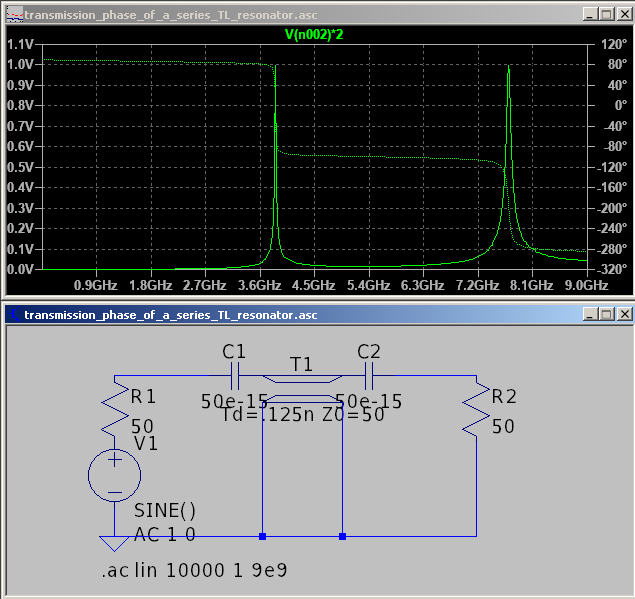 transmission_phase_of_a_series_TL_resonator.asc
V(n002)*2
1.1V 120°
1.0V 80°
0.9V 40°
0.8V 0°
0.7V -40°
0.6V -80°
0.5V -120°
0.4V -160°
0.3V -200°
0.2V -240°
0.1V -280°
0.0V -320°
0.9GHz 1.8GHz 2.7GHz 3.6GHz 4.5GHz 5.4GHz 6.3GHz 7.2GHz 8.1GHz 9.0GHz
transmission_phase_of_a_series_TL_resonator.asc
C1 T1 C2
R1 50e-15 50e-15 R2
50 Td=.125n Z0=50 50
V1
SINE()
AC 1 0
.ac lin 10000 1 9e9